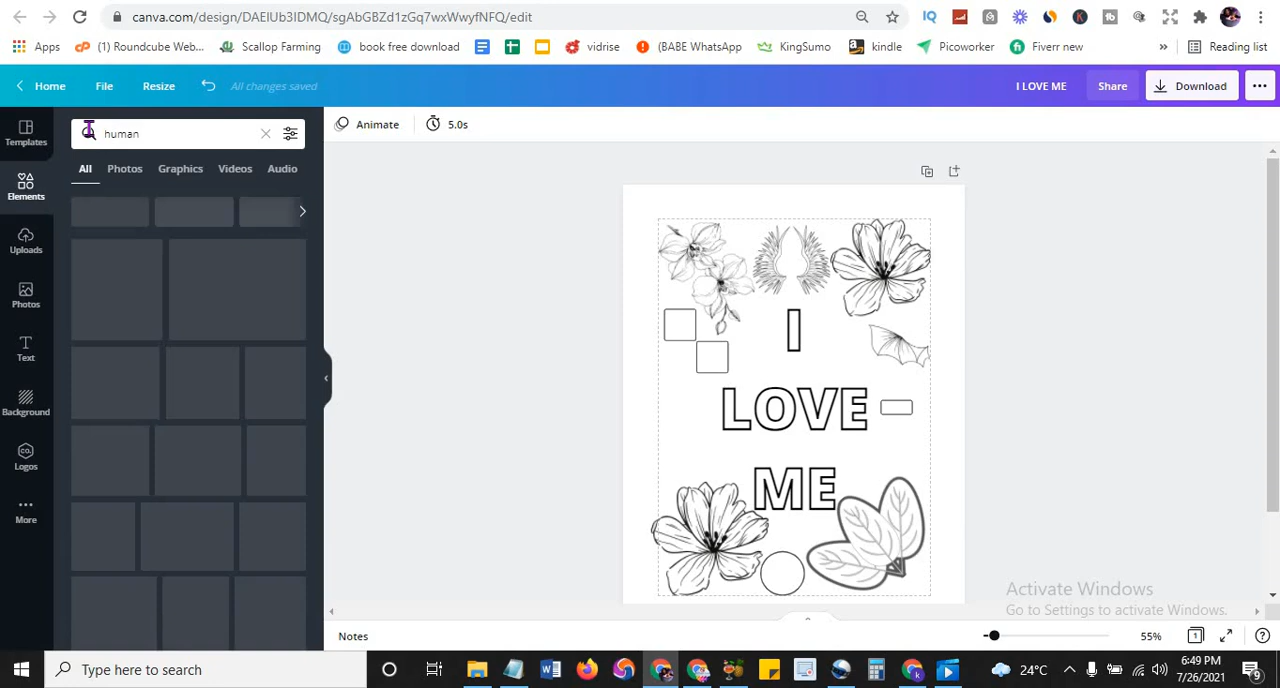 canva.com/design/DAEIUb3IDMQ/sgAbGBZd1zGq7wxWwyfNFQ/edit
Apps
(1) Roundcube Web...
Scallop Farming
book free download
vidrise
(BABE WhatsApp
KingSumo
kindle
Picoworker
Fiverr new
»
Reading list
Home
File
Resize
All changes saved
I LOVE ME
Share
Download
Templates
Elements
Uploads
Photos
Text
Background
Logos
More
human
All
Photos
Graphics
Videos
Audio
Animate
5.0s
I
LOVE
ME
Activate Windows
Go to Settings to activate Windows.
Notes
55%
1
Type here to search
24°C
6:49 PM
7/26/2021
9